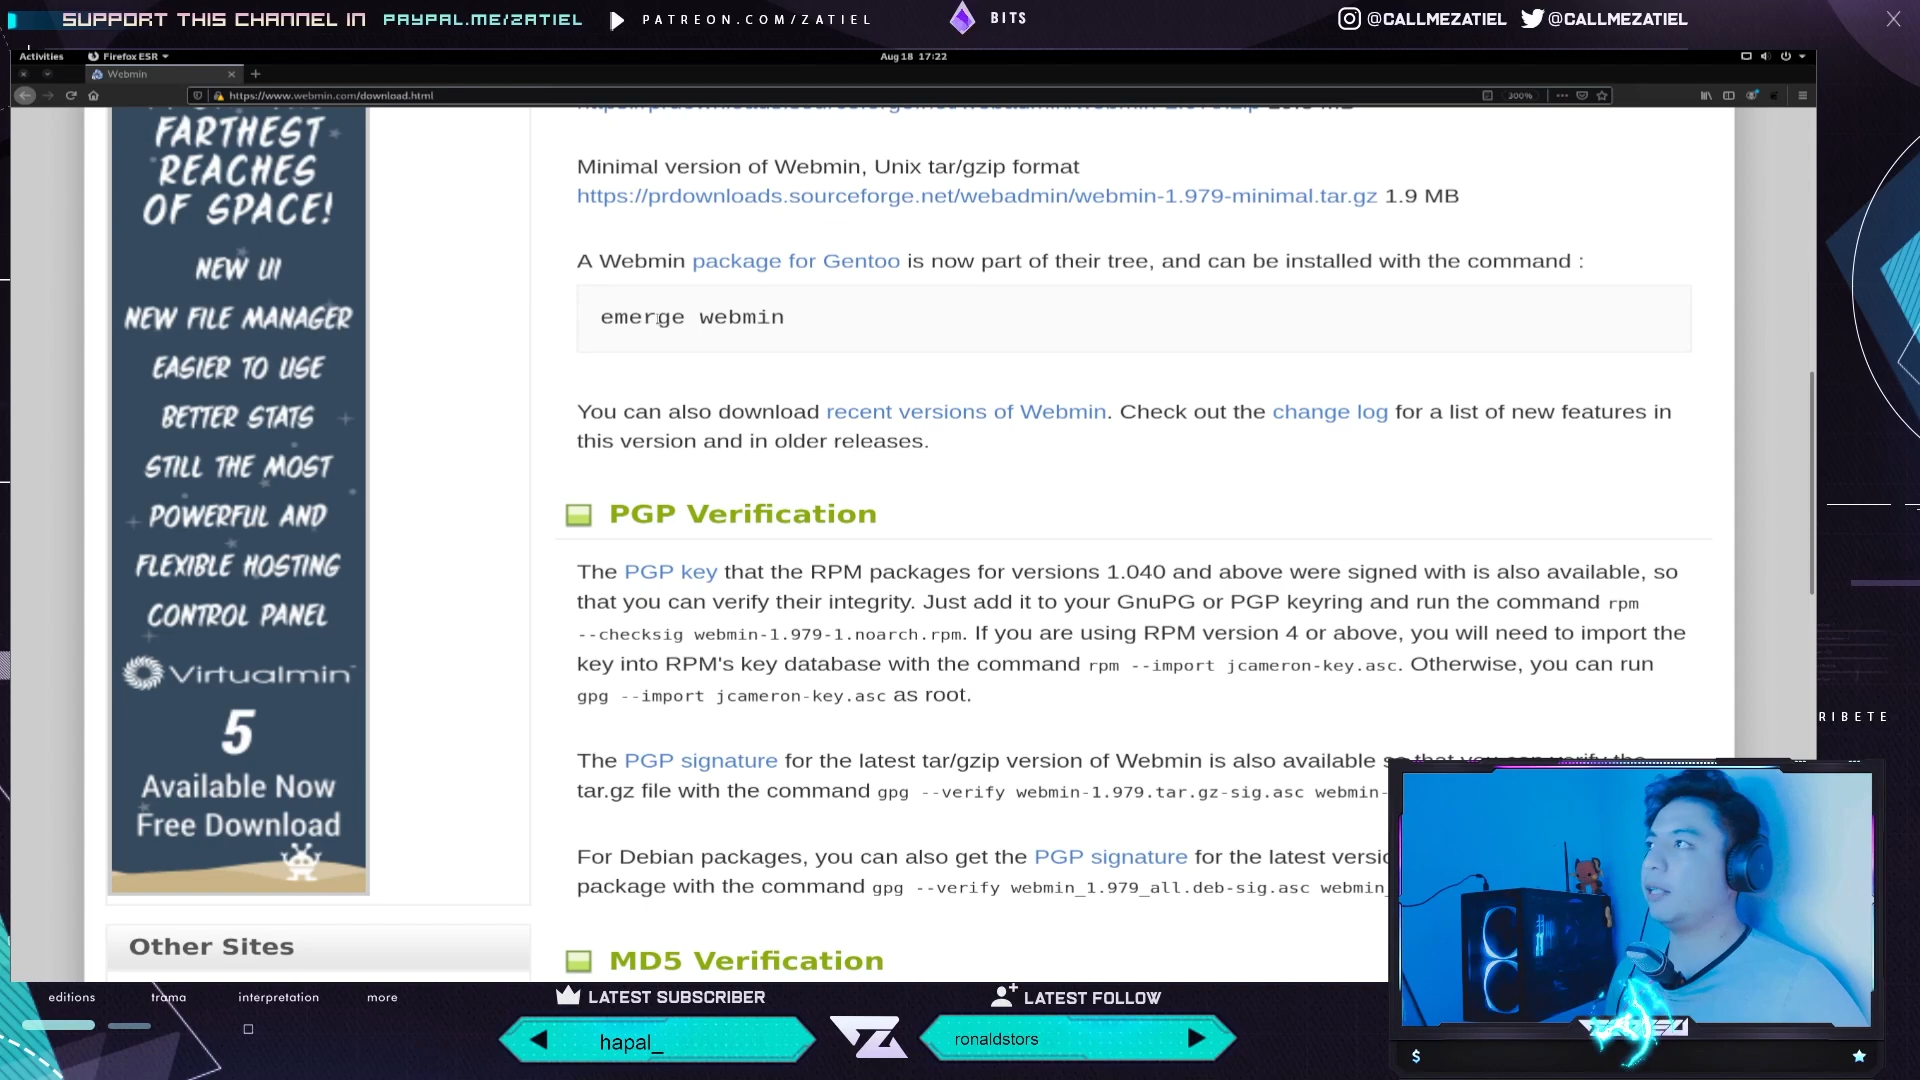 SUPPORT THIS CHANNEL IN PAYPAL.ME/ZATIEL
PATREON.COM/ZATIEL
BITS
@CALLMEZATIEL
@CALLMEZATIEL
Activities
Firefox ESR
Aug 18 17:22
Webmin
https://www.webmin.com/download.html
300%
FARTHEST
REACHES
OF SPACE!
NEW UI
NEW FILE MANAGER
EASIER TO USE
BETTER STATS
STILL THE MOST
POWERFUL AND
FLEXIBLE HOSTING
CONTROL PANEL
Virtualmin
5
Available Now
Free Download
Other Sites
Minimal version of Webmin, Unix tar/gzip format
https://prdownloads.sourceforge.net/webadmin/webmin-1.979-minimal.tar.gz 1.9 MB
A Webmin package for Gentoo is now part of their tree, and can be installed with the command :
emerge webmin
You can also download recent versions of Webmin. Check out the change log for a list of new features in
this version and in older releases.
PGP Verification
The PGP key that the RPM packages for versions 1.040 and above were signed with is also available, so
that you can verify their integrity. Just add it to your GnuPG or PGP keyring and run the command rpm
--checksig webmin-1.979-1.noarch.rpm. If you are using RPM version 4 or above, you will need to import the
key into RPM's key database with the command rpm --import jcameron-key.asc. Otherwise, you can run
gpg --import jcameron-key.asc as root.
The PGP signature for the latest tar/gzip version of Webmin is also available so that you can verify the
tar.gz file with the command gpg --verify webmin-1.979.tar.gz-sig.asc webmin-
For Debian packages, you can also get the PGP signature for the latest versio
package with the command gpg --verify webmin_1.979_all.deb-sig.asc webmin_
MD5 Verification
RIBETE
editions
trama
interpretation
more
LATEST SUBSCRIBER
hapal_
LATEST FOLLOW
ronaldstors
$